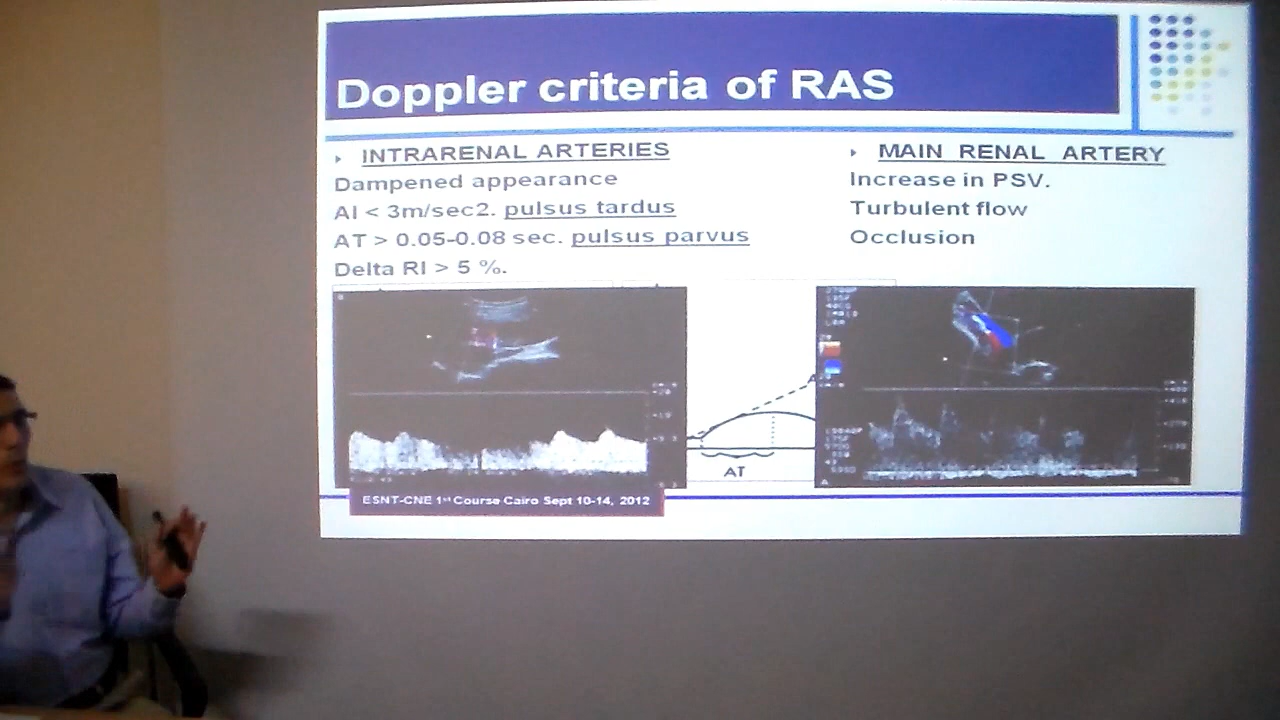 Doppler criteria of RAS
INTRARENAL ARTERIES
Dampened appearance
AI < 3m/sec2. pulsus tardus
AT > 0.05-0.08 sec. pulsus parvus
Delta RI > 5 %.
MAIN RENAL ARTERY
Increase in PSV.
Turbulent flow
Occlusion
AT
ESNT-CNE 1st Course Cairo Sept 10-14, 2012